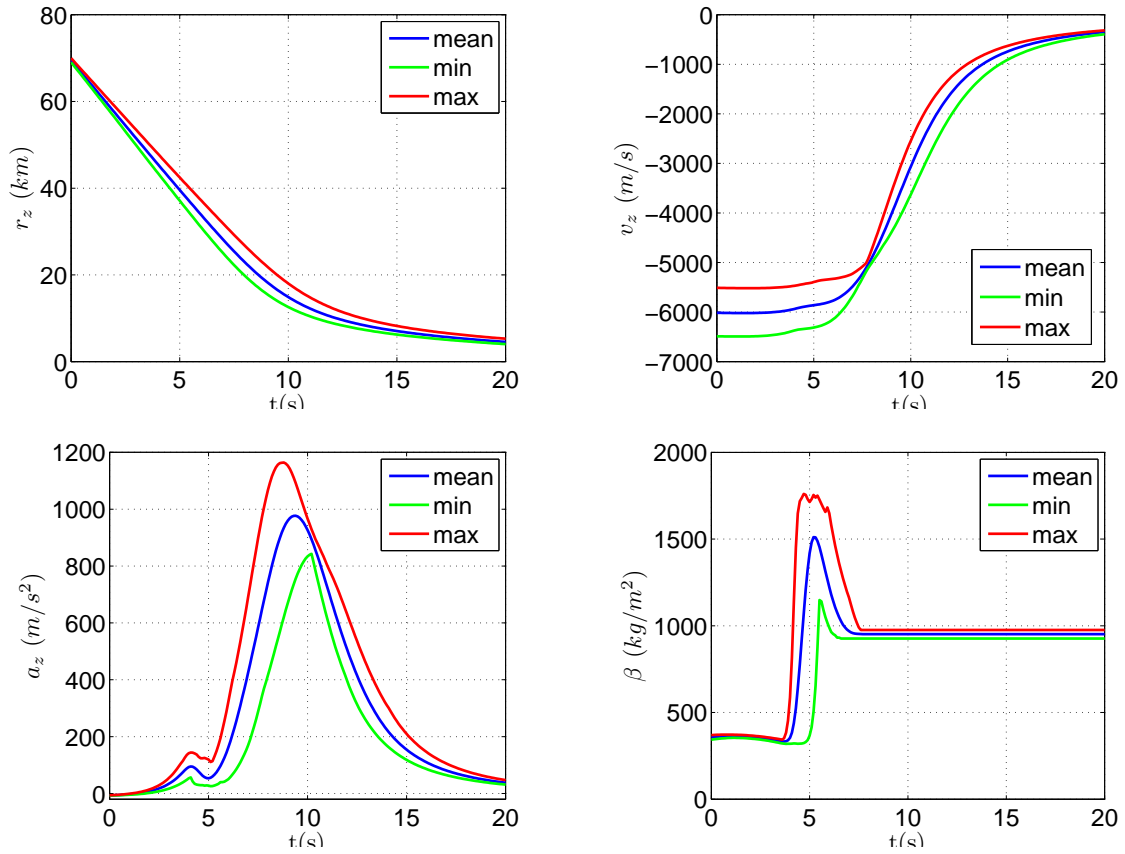 80
60
40
20
0
0 5 10 15 20
r_z (km)
t(s)
mean
min
max
0
−1000
−2000
−3000
−4000
−5000
−6000
−7000
0 5 10 15 20
v_z (m/s)
t(s)
mean
min
max
1200
1000
800
600
400
200
0
0 5 10 15 20
a_z (m/s²)
t(s)
mean
min
max
2000
1500
1000
500
0
0 5 10 15 20
β (kg/m²)
t(s)
mean
min
max